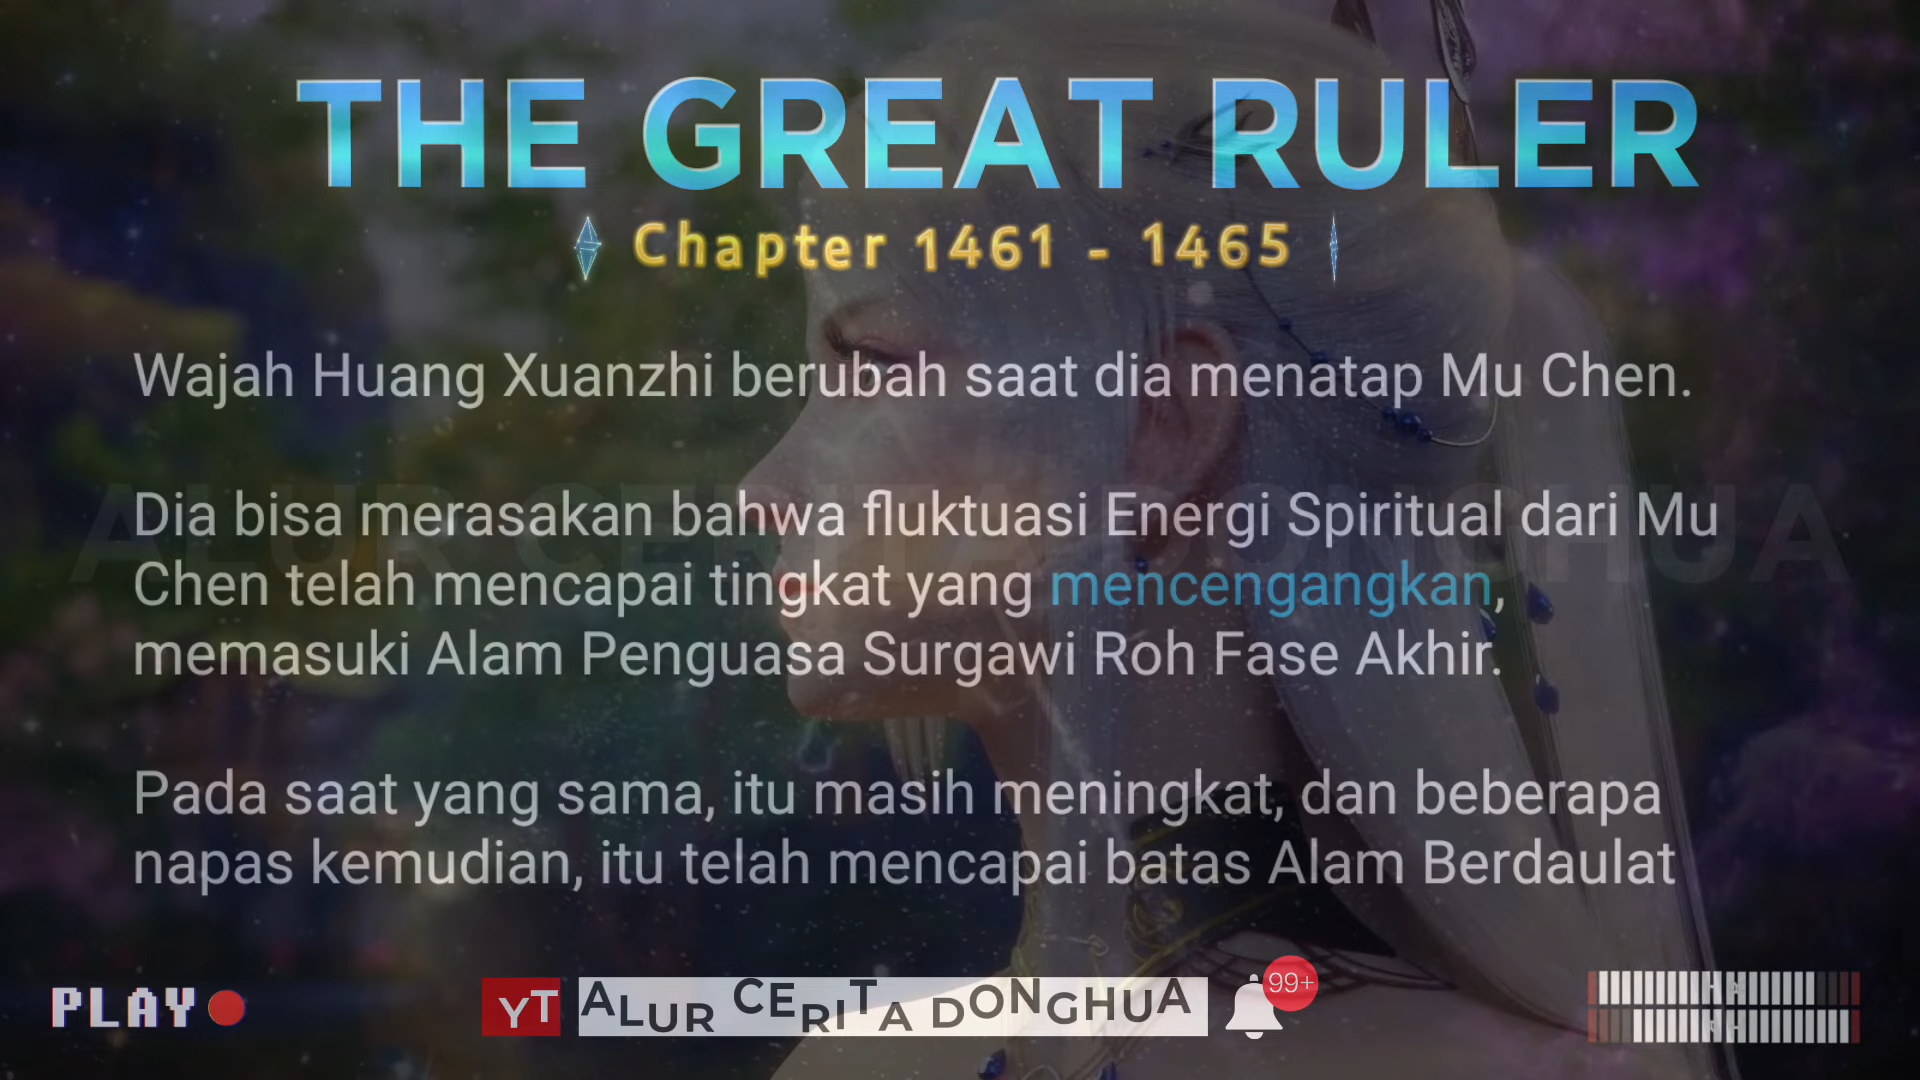 THE GREAT RULER
Chapter 1461 - 1465
Wajah Huang Xuanzhi berubah saat dia menatap Mu Chen.
ALUR CERITA DONGHUA
Dia bisa merasakan bahwa fluktuasi Energi Spiritual dari Mu
Chen telah mencapai tingkat yang mencengangkan,
memasuki Alam Penguasa Surgawi Roh Fase Akhir.
Pada saat yang sama, itu masih meningkat, dan beberapa
napas kemudian, itu telah mencapai batas Alam Berdaulat
PLAY
YT ALUR CERITA DONGHUA
99+